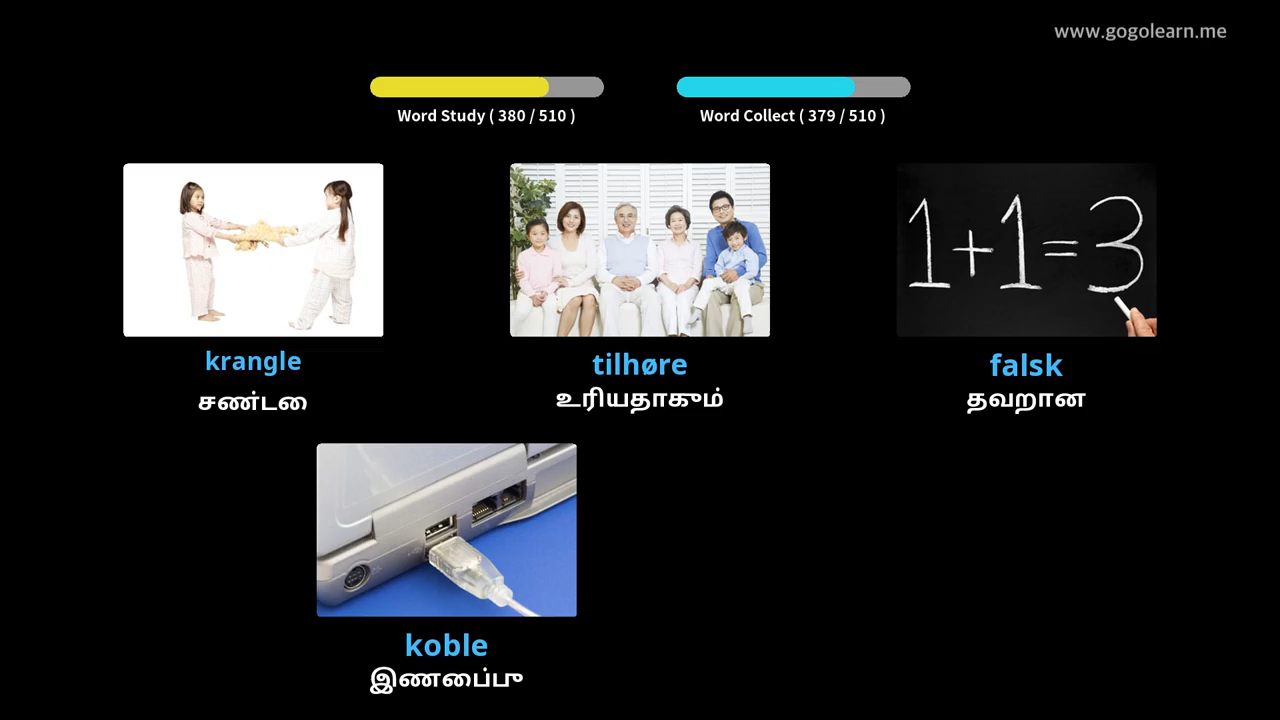 www.gogolearn.me
Word Study ( 380 / 510 )
Word Collect ( 379 / 510 )
1+1=3
krangle
tilhøre
falsk
சண்டை
உரியதாகும்
தவறான
koble
இணைப்பு